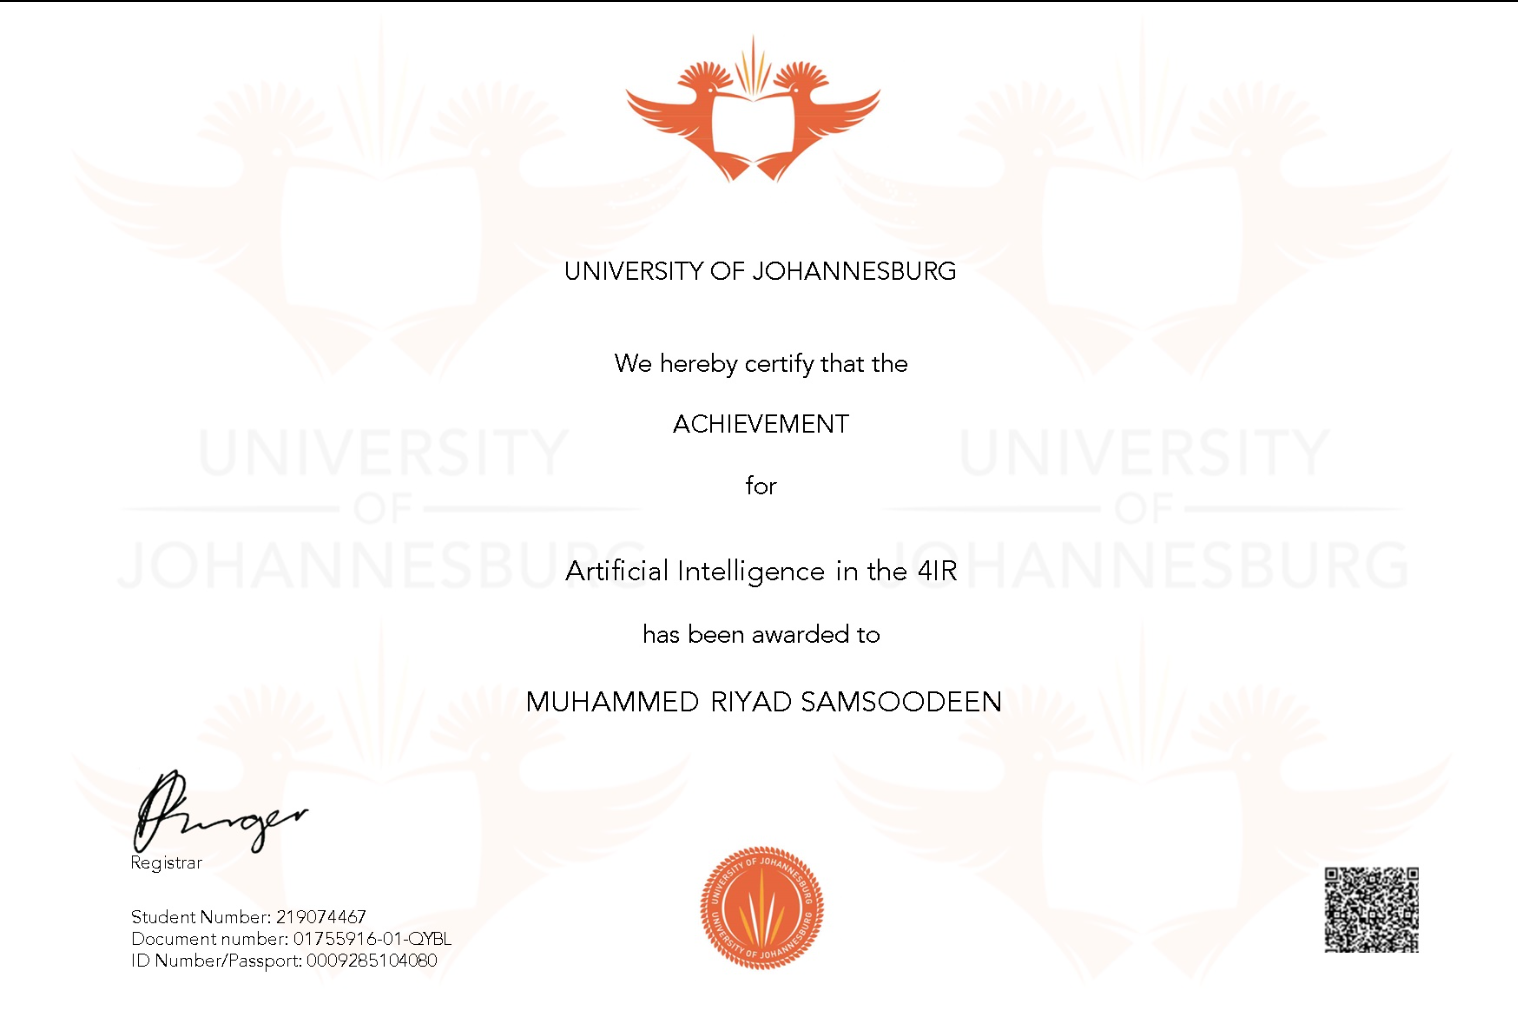 UNIVERSITY OF JOHANNESBURG
We hereby certify that the
ACHIEVEMENT
for
Artificial Intelligence in the 4IR
has been awarded to
MUHAMMED RIYAD SAMSOODEEN
Registrar
Student Number: 219074467
Document number: 01755916-01-QYBL
ID Number/Passport: 0009285104080
UNIVERSITY OF JOHANNESBURG
UNIVERSITY OF JOHANNESBURG
UNIVERSITY
OF
JOHANNESBURG
UNIVERSITY
OF
JOHANNESBURG